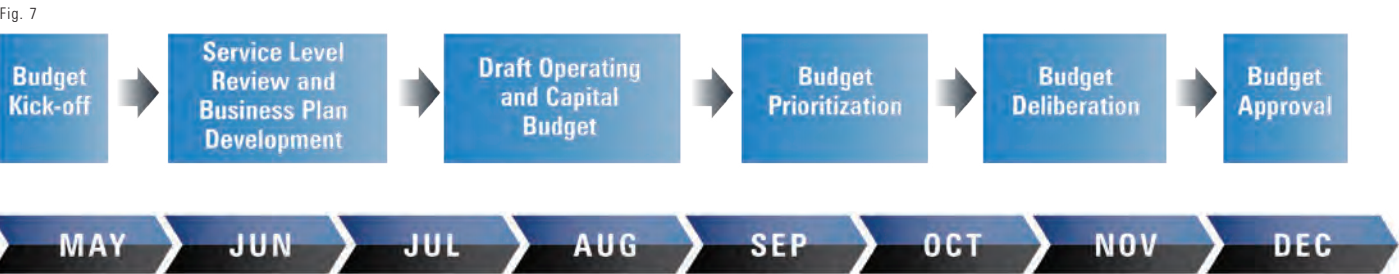 Fig. 7
Budget
Kick-off
Service Level
Review and
Business Plan
Development
Draft Operating
and Capital
Budget
Budget
Prioritization
Budget
Deliberation
Budget
Approval
MAY
JUN
JUL
AUG
SEP
OCT
NOV
DEC